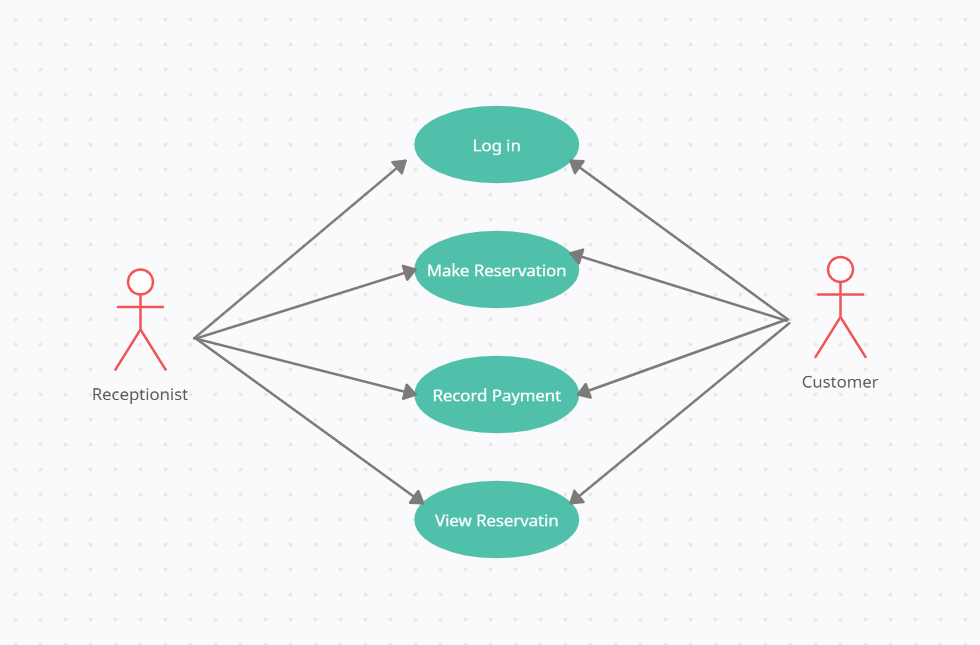 Log in
Make Reservation
Receptionist
Customer
Record Payment
View Reservatin